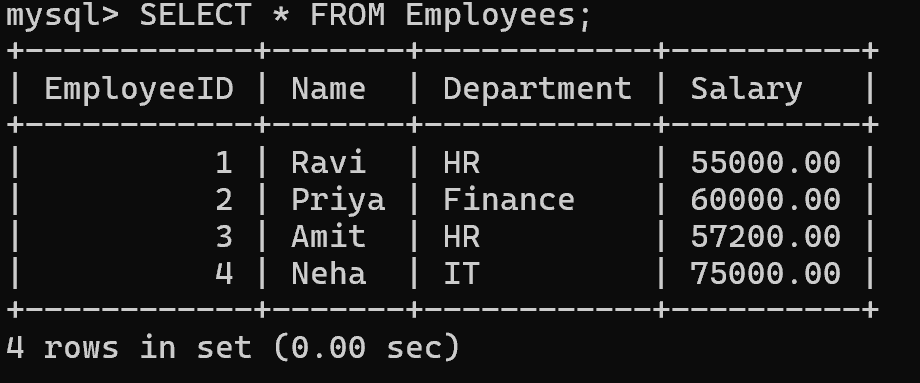 mysql> SELECT * FROM Employees;
+------------+-------+------------+----------+
| EmployeeID | Name  | Department | Salary   |
+------------+-------+------------+----------+
|          1 | Ravi  | HR         | 55000.00 |
|          2 | Priya | Finance    | 60000.00 |
|          3 | Amit  | HR         | 57200.00 |
|          4 | Neha  | IT         | 75000.00 |
+------------+-------+------------+----------+
4 rows in set (0.00 sec)